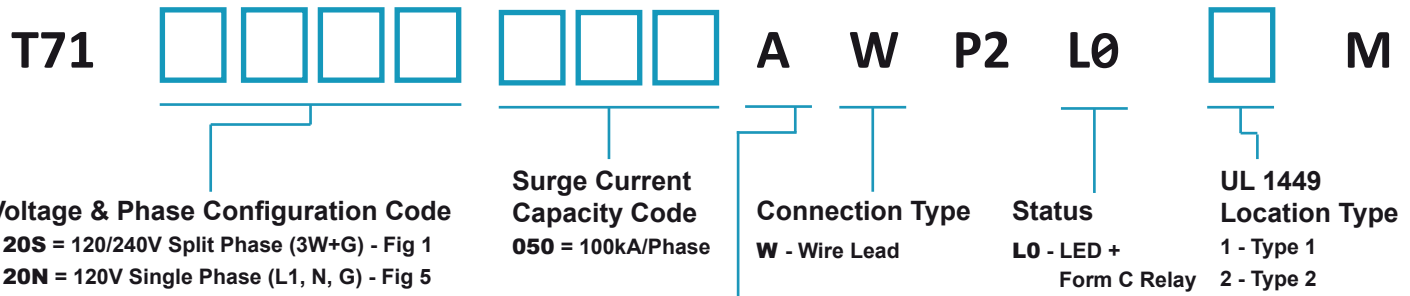 T71 A W P2 L0 M
Voltage & Phase Configuration Code
20S = 120/240V Split Phase (3W+G) - Fig 1
20N = 120V Single Phase (L1, N, G) - Fig 5
Surge Current
Capacity Code
050 = 100kA/Phase
Connection Type
W - Wire Lead
Status
L0 - LED +
Form C Relay
UL 1449
Location Type
1 - Type 1
2 - Type 2